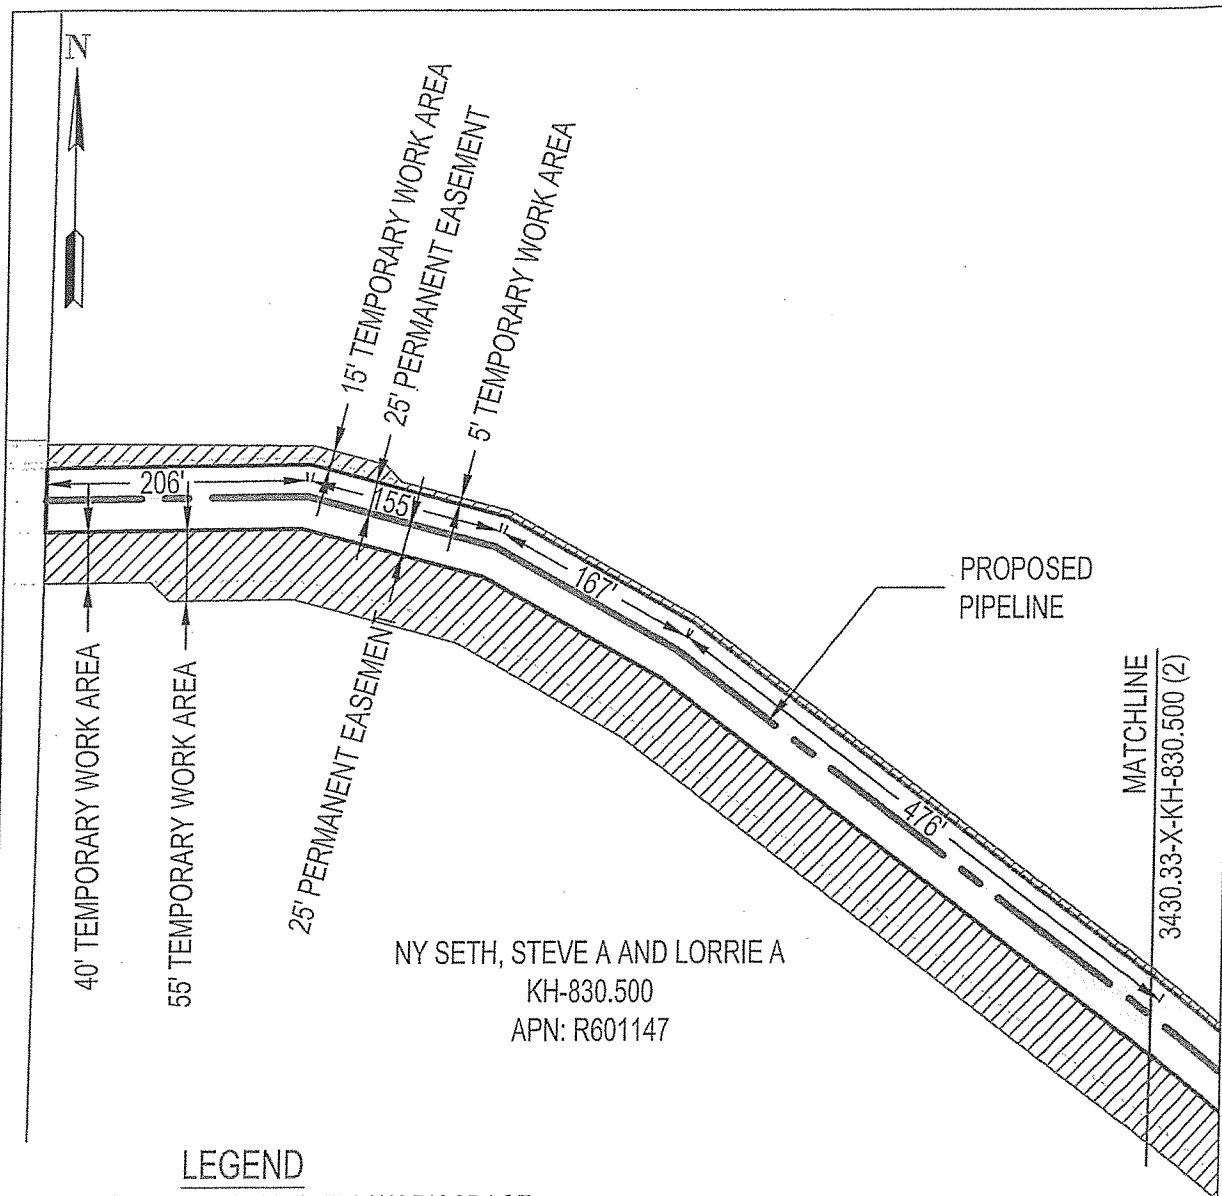 N
15' TEMPORARY WORK AREA
25' PERMANENT EASEMENT
5' TEMPORARY WORK AREA
206'
155'
167'
476'
PROPOSED
PIPELINE
MATCHLINE
3430.33-X-KH-830.500 (2)
40' TEMPORARY WORK AREA
55' TEMPORARY WORK AREA
25' PERMANENT EASEMENT
NY SETH, STEVE A AND LORRIE A
KH-830.500
APN: R601147
LEGEND